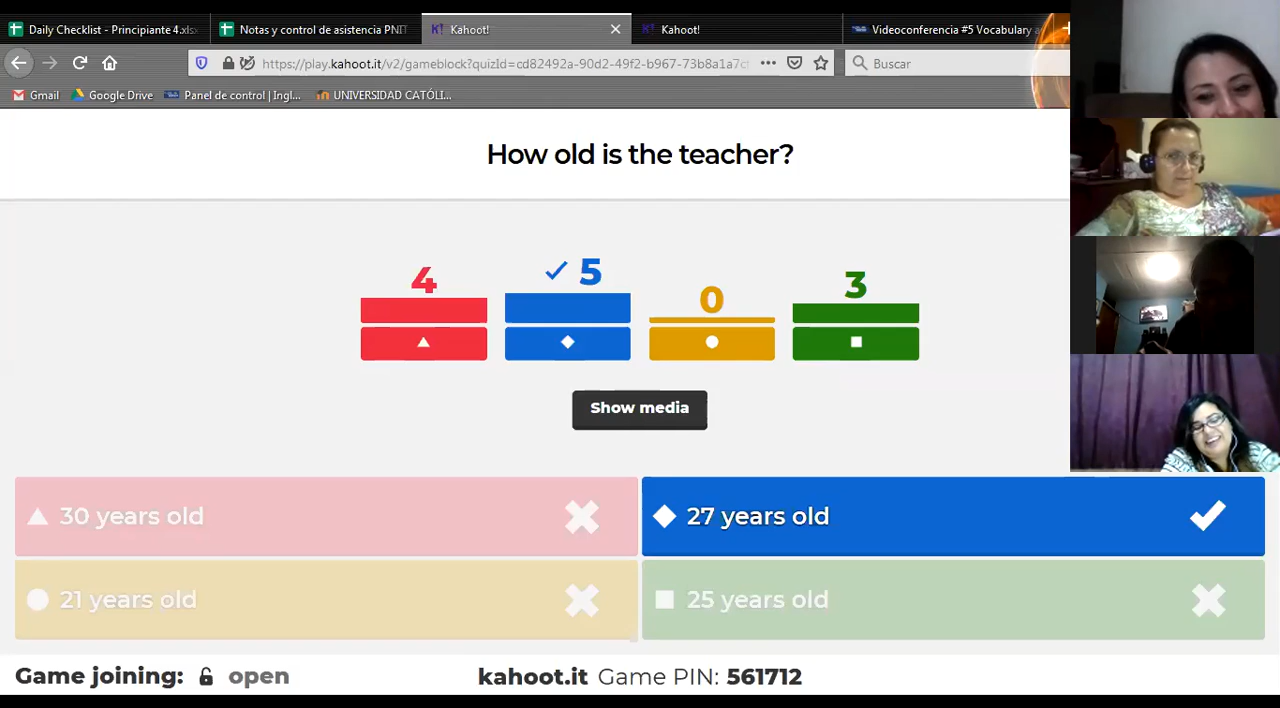 Daily Checklist - Principiante 4.xlsx
Notas y control de asistencia PNIT
Kahoot!
Kahoot!
Videoconferencia #5 Vocabulary a
https://play.kahoot.it/v2/gameblock?quizId=cd82492a-90d2-49f2-b967-73b8a1a7c
Buscar
Gmail
Google Drive
Panel de control | Ingl...
UNIVERSIDAD CATÓLI...
How old is the teacher?
4
5
0
3
Show media
30 years old
27 years old
21 years old
25 years old
Game joining: open
kahoot.it Game PIN: 561712